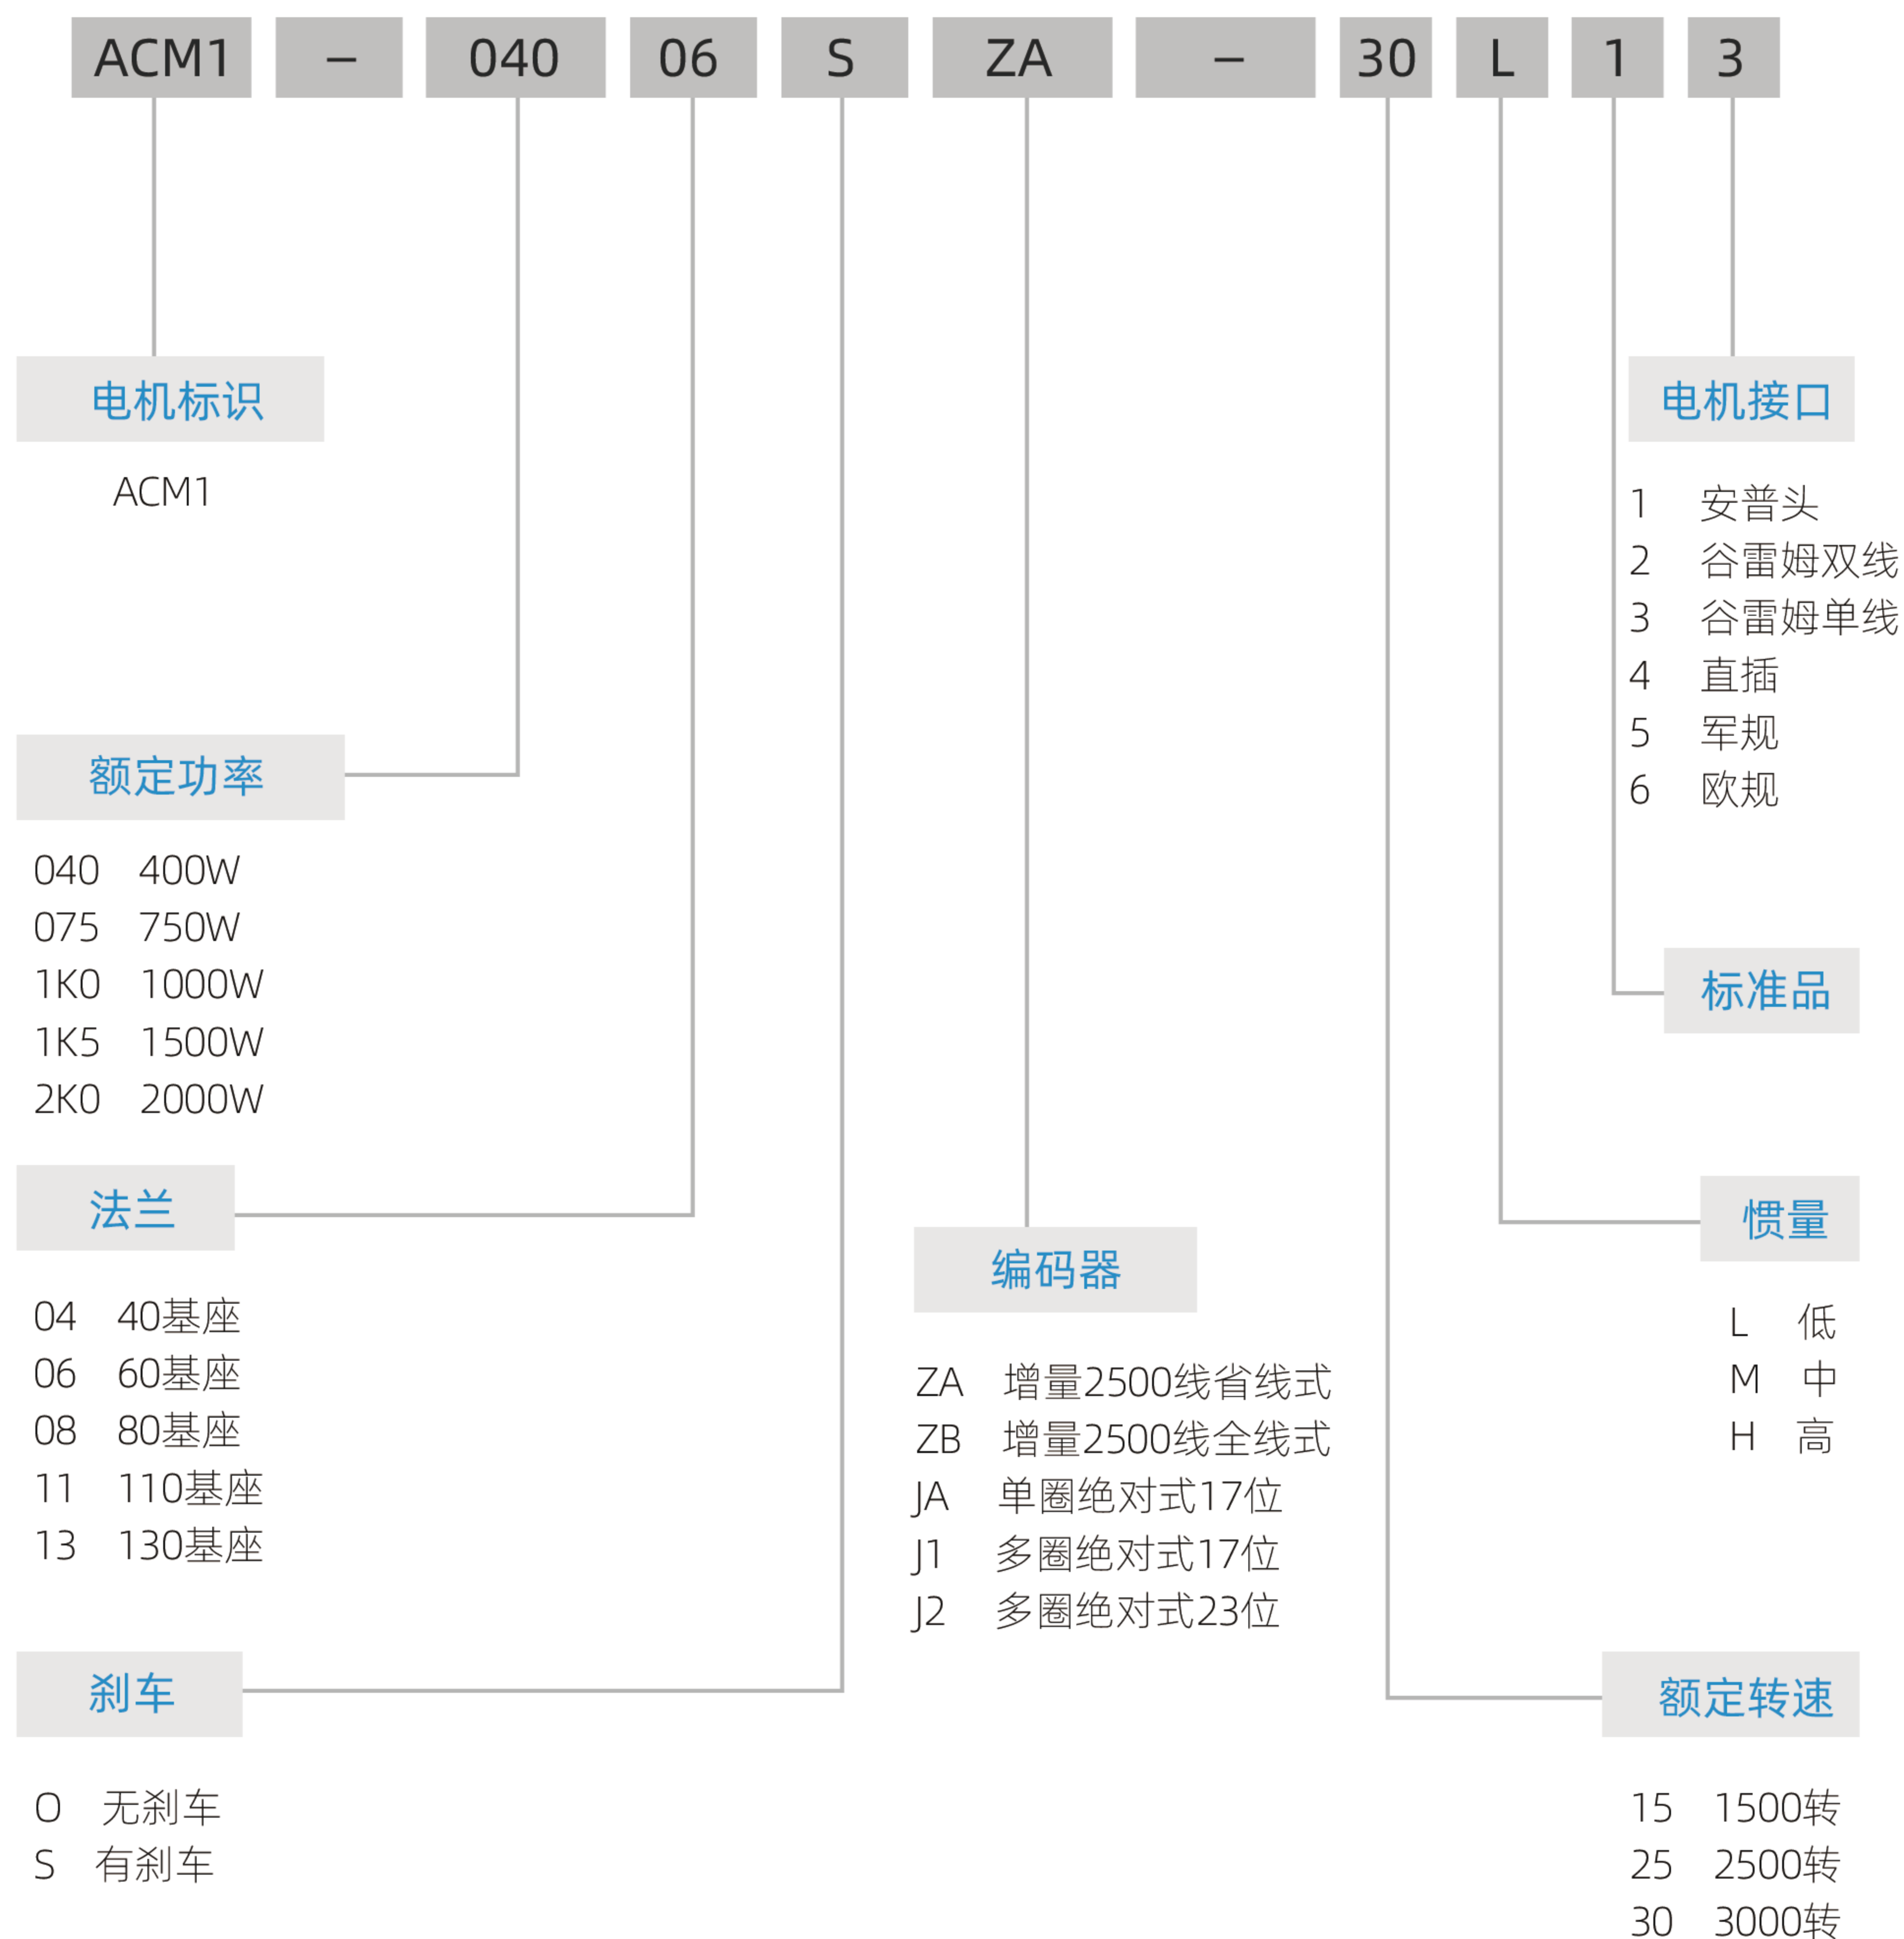 ACM1 – 040 06 S ZA – 30 L 1 3
电机标识
ACM1
额定功率
040 400W
075 750W
1K0 1000W
1K5 1500W
2K0 2000W
法兰
04 40基座
06 60基座
08 80基座
11 110基座
13 130基座
刹车
O 无刹车
S 有刹车
编码器
ZA 增量2500线省线式
ZB 增量2500线全线式
JA 单圈绝对式17位
J1 多圈绝对式17位
J2 多圈绝对式23位
电机接口
1 安普头
2 谷雷姆双线
3 谷雷姆单线
4 直插
5 军规
6 欧规
标准品
惯量
L 低
M 中
H 高
额定转速
15 1500转
25 2500转
30 3000转